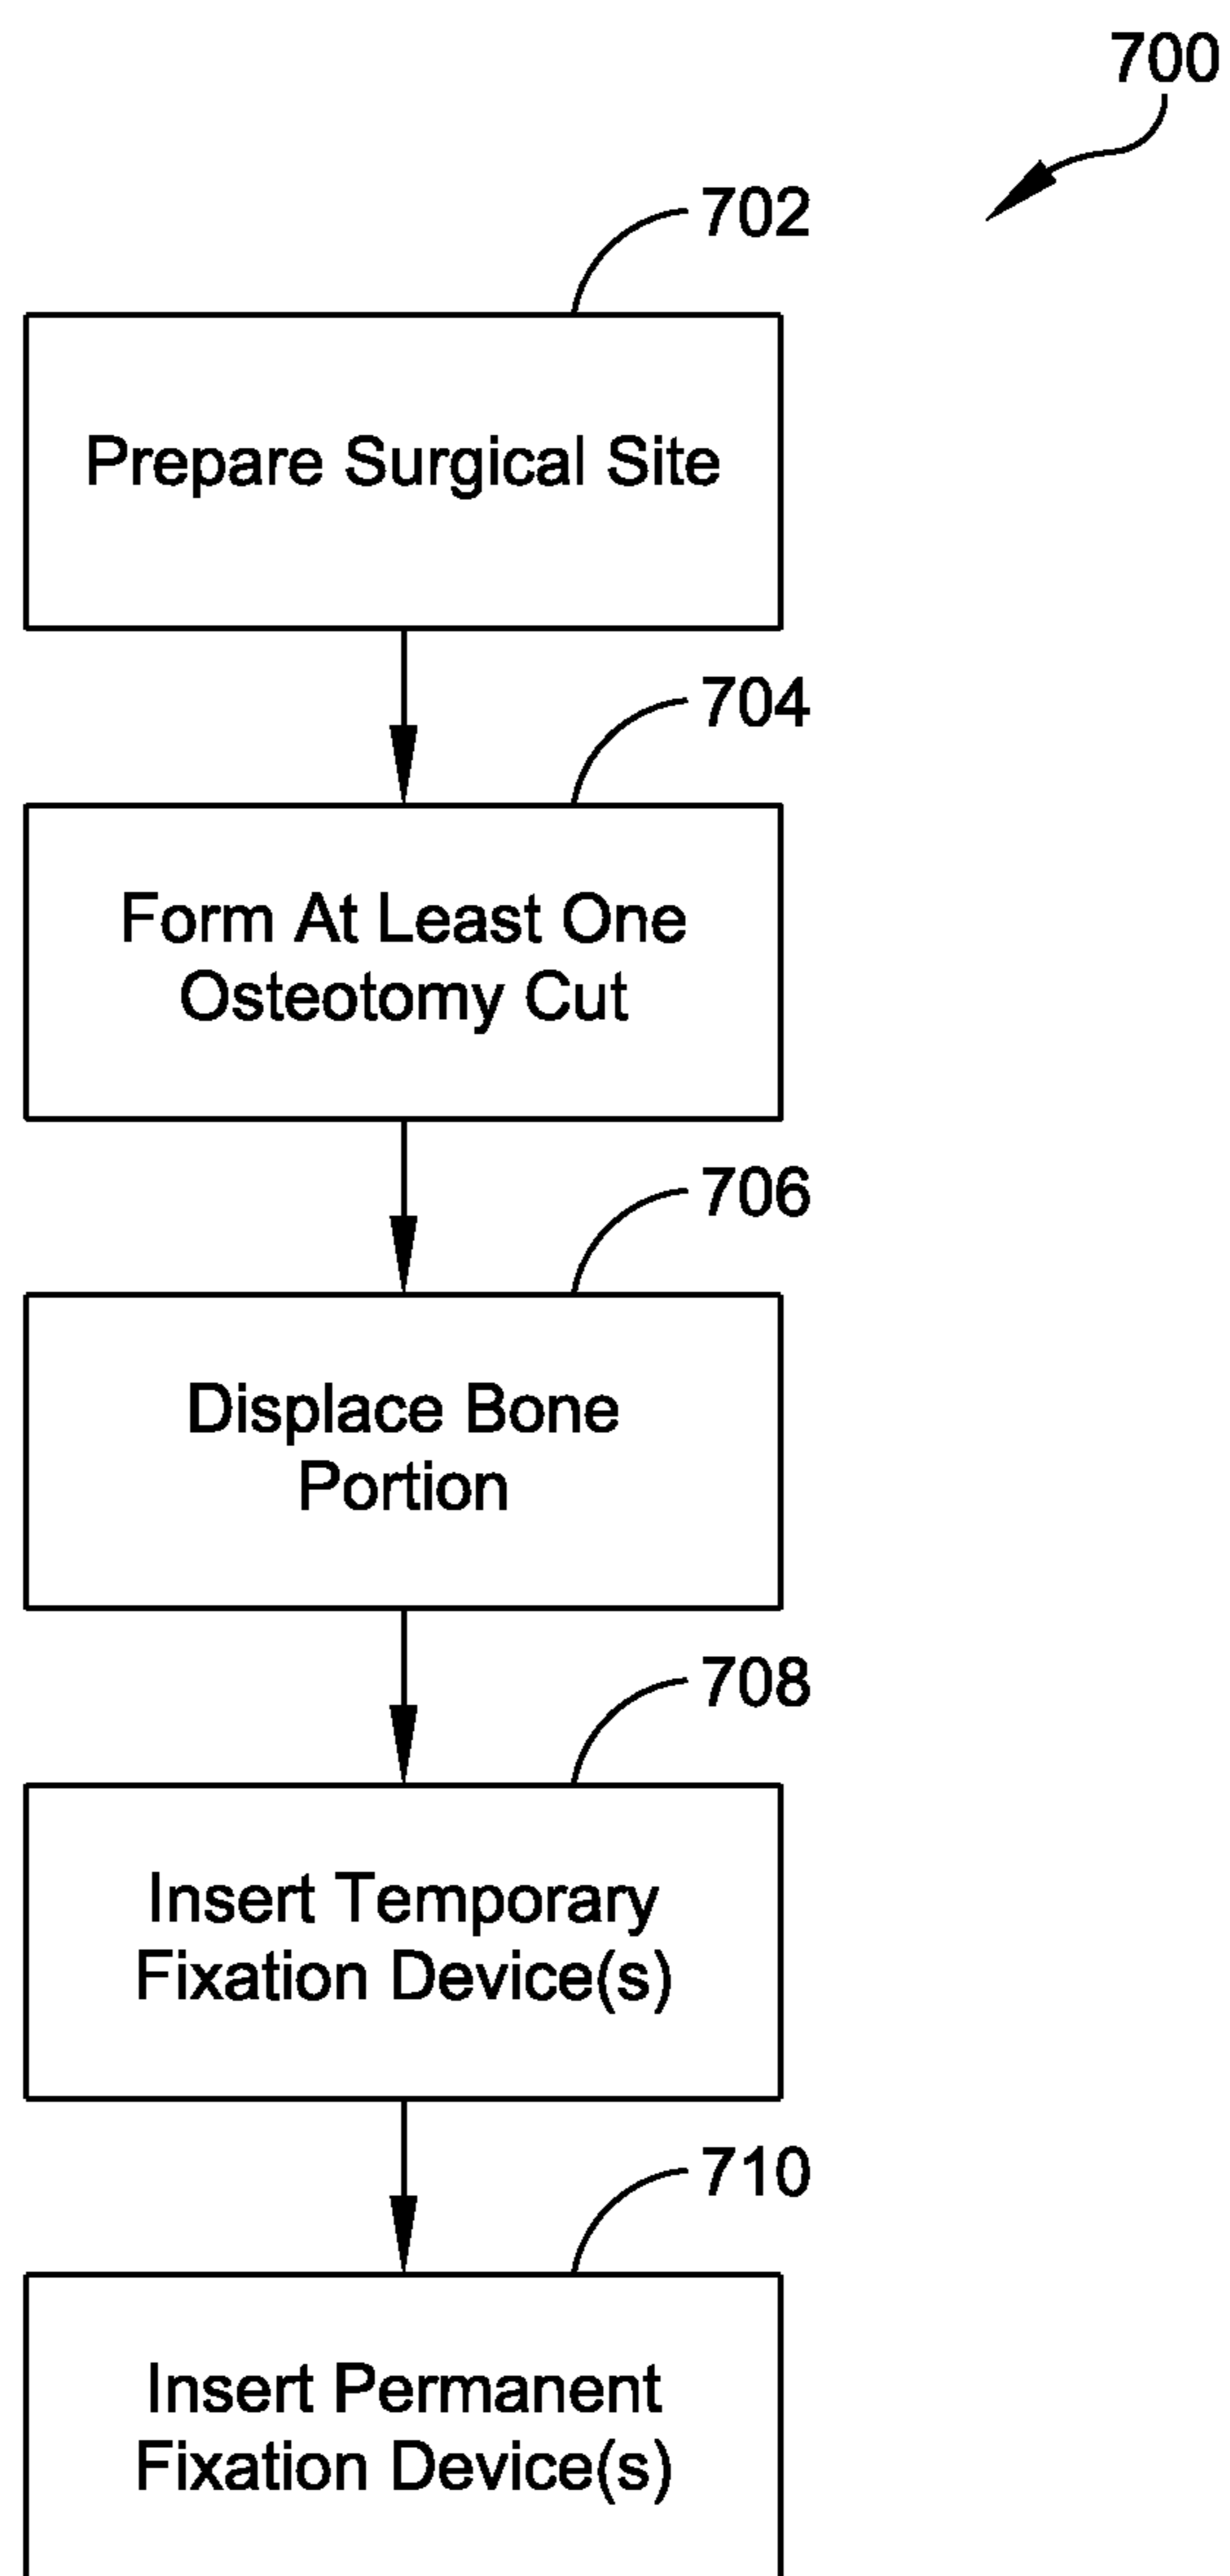 700
702
Prepare Surgical Site
704
Form At Least One
Osteotomy Cut
706
Displace Bone
Portion
708
Insert Temporary
Fixation Device(s)
710
Insert Permanent
Fixation Device(s)